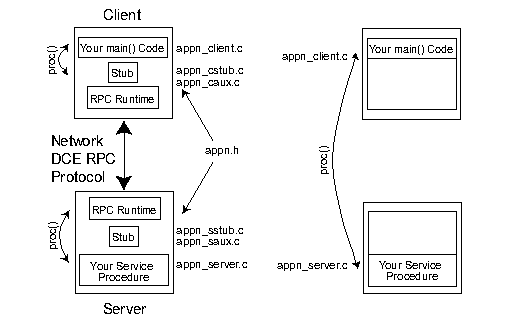 Client
Your main() Code
Stub
RPC Runtime
proc()
appn_client.c
appn_cstub.c
appn_caux.c
Network
DCE RPC
Protocol
appn.h
RPC Runtime
Stub
Your Service
Procedure
proc()
appn_sstub.c
appn_saux.c
appn_server.c
Server
Your main() Code
appn_client.c
proc()
appn_server.c
Your Service
Procedure